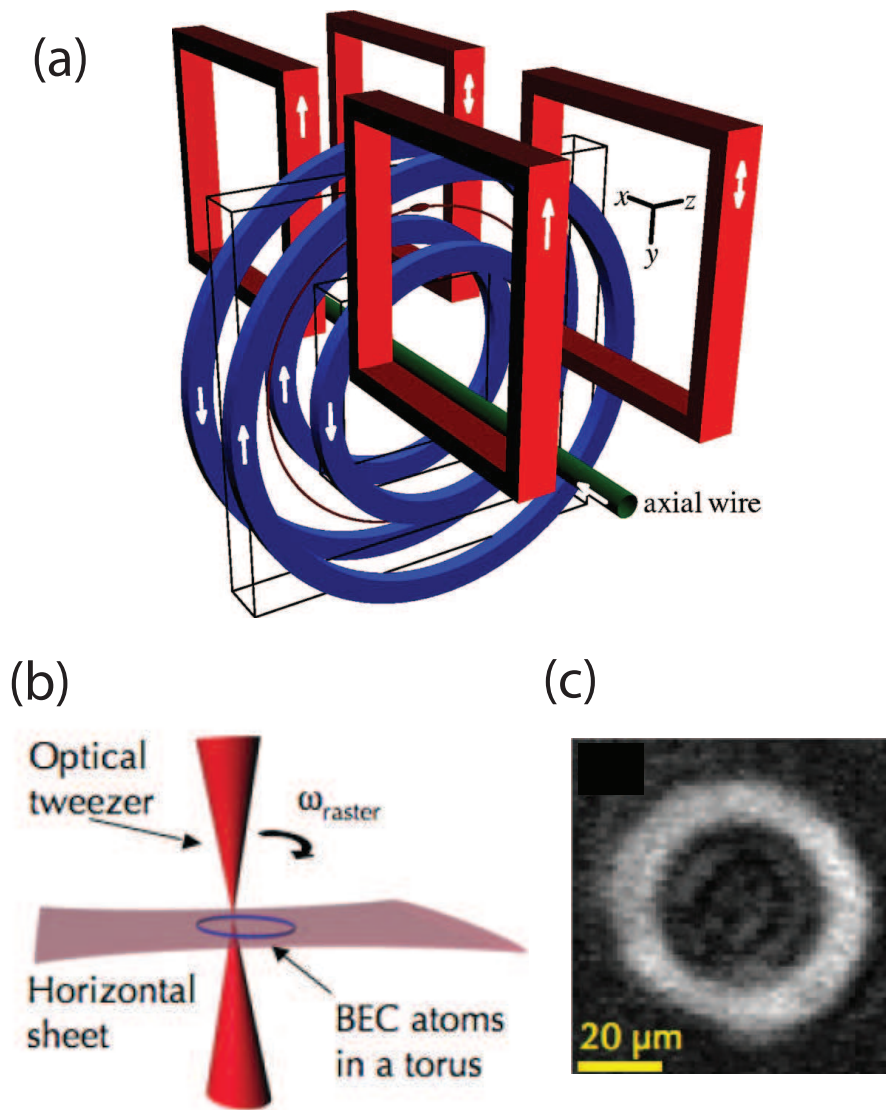 (a)
x
z
y
axial wire
(b)
(c)
Optical
tweezer
ωraster
Horizontal
sheet
BEC atoms
in a torus
20 µm